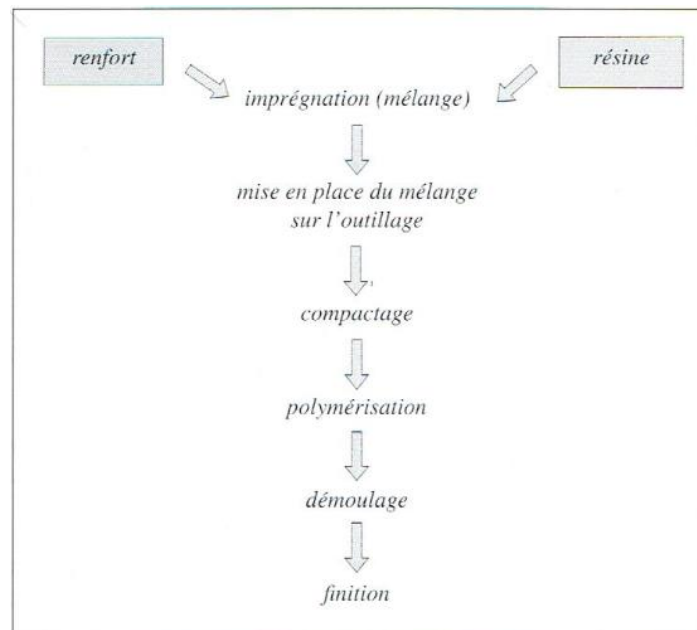 renfort
résine
imprégnation (mélange)
mise en place du mélange
sur l'outillage
compactage
polymérisation
démoulage
finition